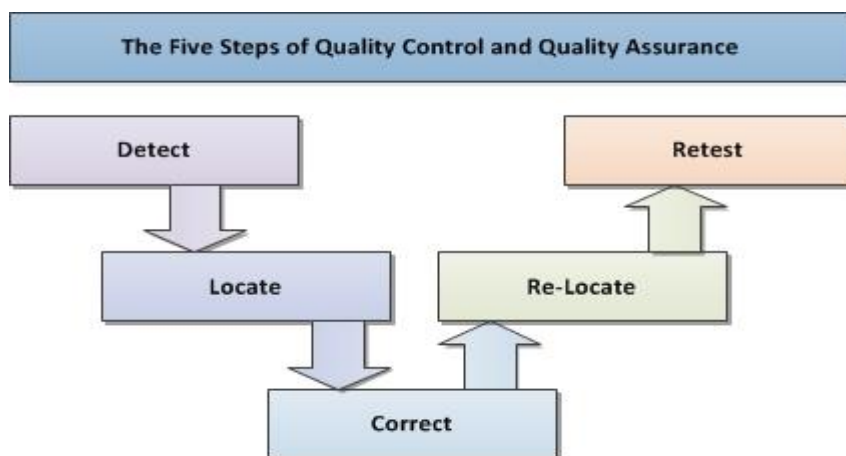 The Five Steps of Quality Control and Quality Assurance
Detect
Retest
Locate
Re-Locate
Correct